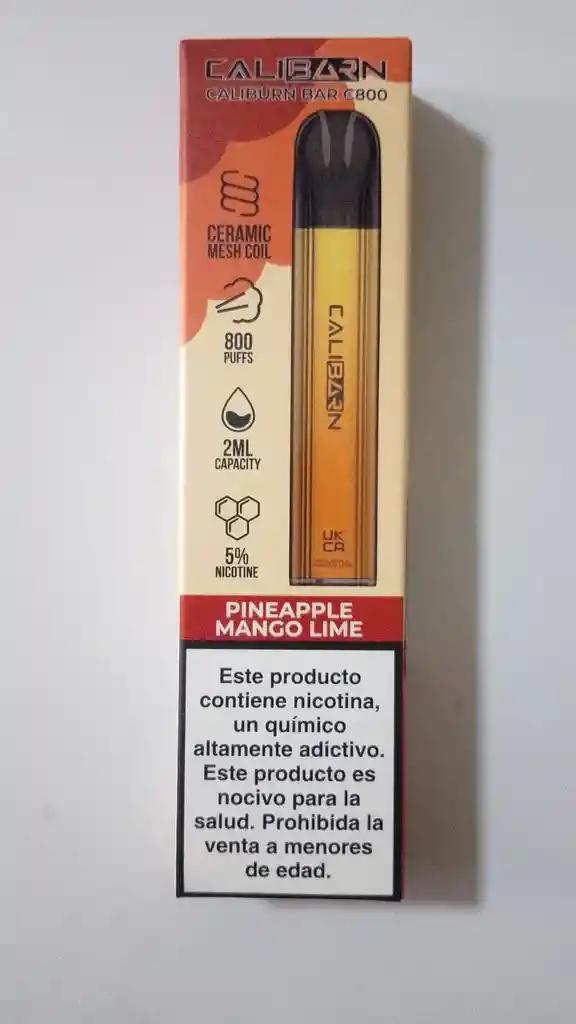 CALIBARN
CALIBURN BAR C800
CERAMIC
MESH COIL
800
PUFFS
2ML
CAPACITY
5%
NICOTINE
CALIBARN
UK
CA
PINEAPPLE
MANGO LIME
Este producto
contiene nicotina,
un químico
altamente adictivo.
Este producto es
nocivo para la
salud. Prohibida la
venta a menores
de edad.